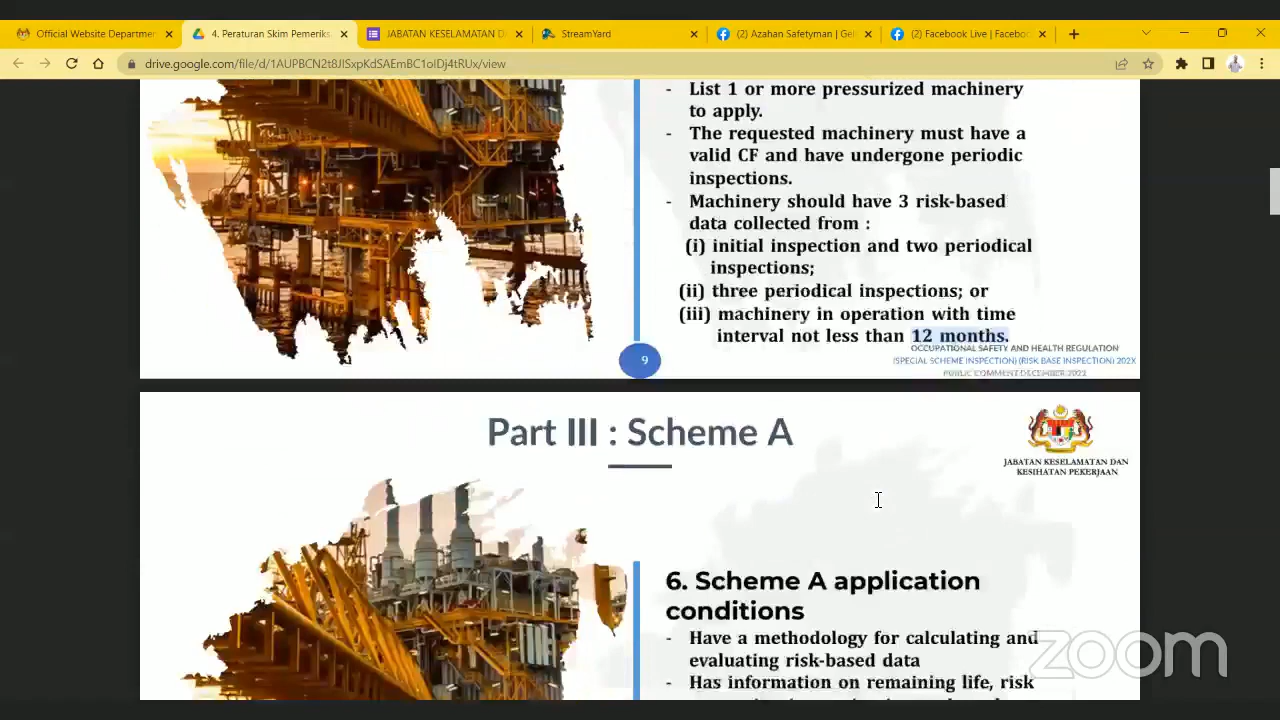 Official Website Departmen
4. Peraturan Skim Pemeriks
JABATAN KESELAMATAN D
StreamYard
(2) Azahan Safetyman | Gel
(2) Facebook Live | Faceboo
drive.google.com/file/d/1AUPBCN2t8JlSxpKdSAEmBC1oIDj4tRUx/view
- List 1 or more pressurized machinery
to apply.
- The requested machinery must have a
valid CF and have undergone periodic
inspections.
- Machinery should have 3 risk-based
data collected from :
(i) initial inspection and two periodical
inspections;
(ii) three periodical inspections; or
(iii) machinery in operation with time
interval not less than 12 months.
9
OCCUPATIONAL SAFETY AND HEALTH REGULATION
(SPECIAL SCHEME INSPECTION) (RISK BASE INSPECTION) 202X
PUBLIC COMMENT DECEMBER 2022
Part III : Scheme A
JABATAN KESELAMATAN DAN
KESIHATAN PEKERJAAN
6. Scheme A application
conditions
- Have a methodology for calculating and
evaluating risk-based data
- Has information on remaining life, risk
zoom